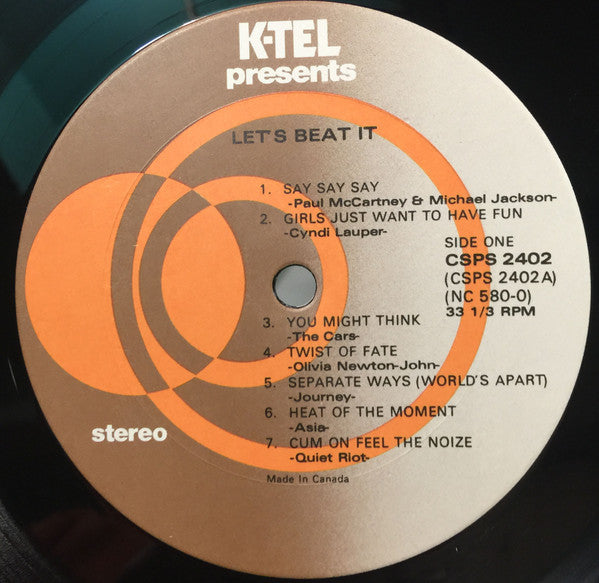 K-TEL
presents
LET'S BEAT IT
1. SAY SAY SAY
-Paul McCartney & Michael Jackson-
2. GIRLS JUST WANT TO HAVE FUN
-Cyndi Lauper-
SIDE ONE
CSPS 2402
(CSPS 2402A)
(NC 580-0)
33 1/3 RPM
3. YOU MIGHT THINK
-The Cars-
4. TWIST OF FATE
-Olivia Newton-John-
5. SEPARATE WAYS (WORLD'S APART)
-Journey-
6. HEAT OF THE MOMENT
-Asia-
7. CUM ON FEEL THE NOIZE
-Quiet Riot-
stereo
Made In Canada